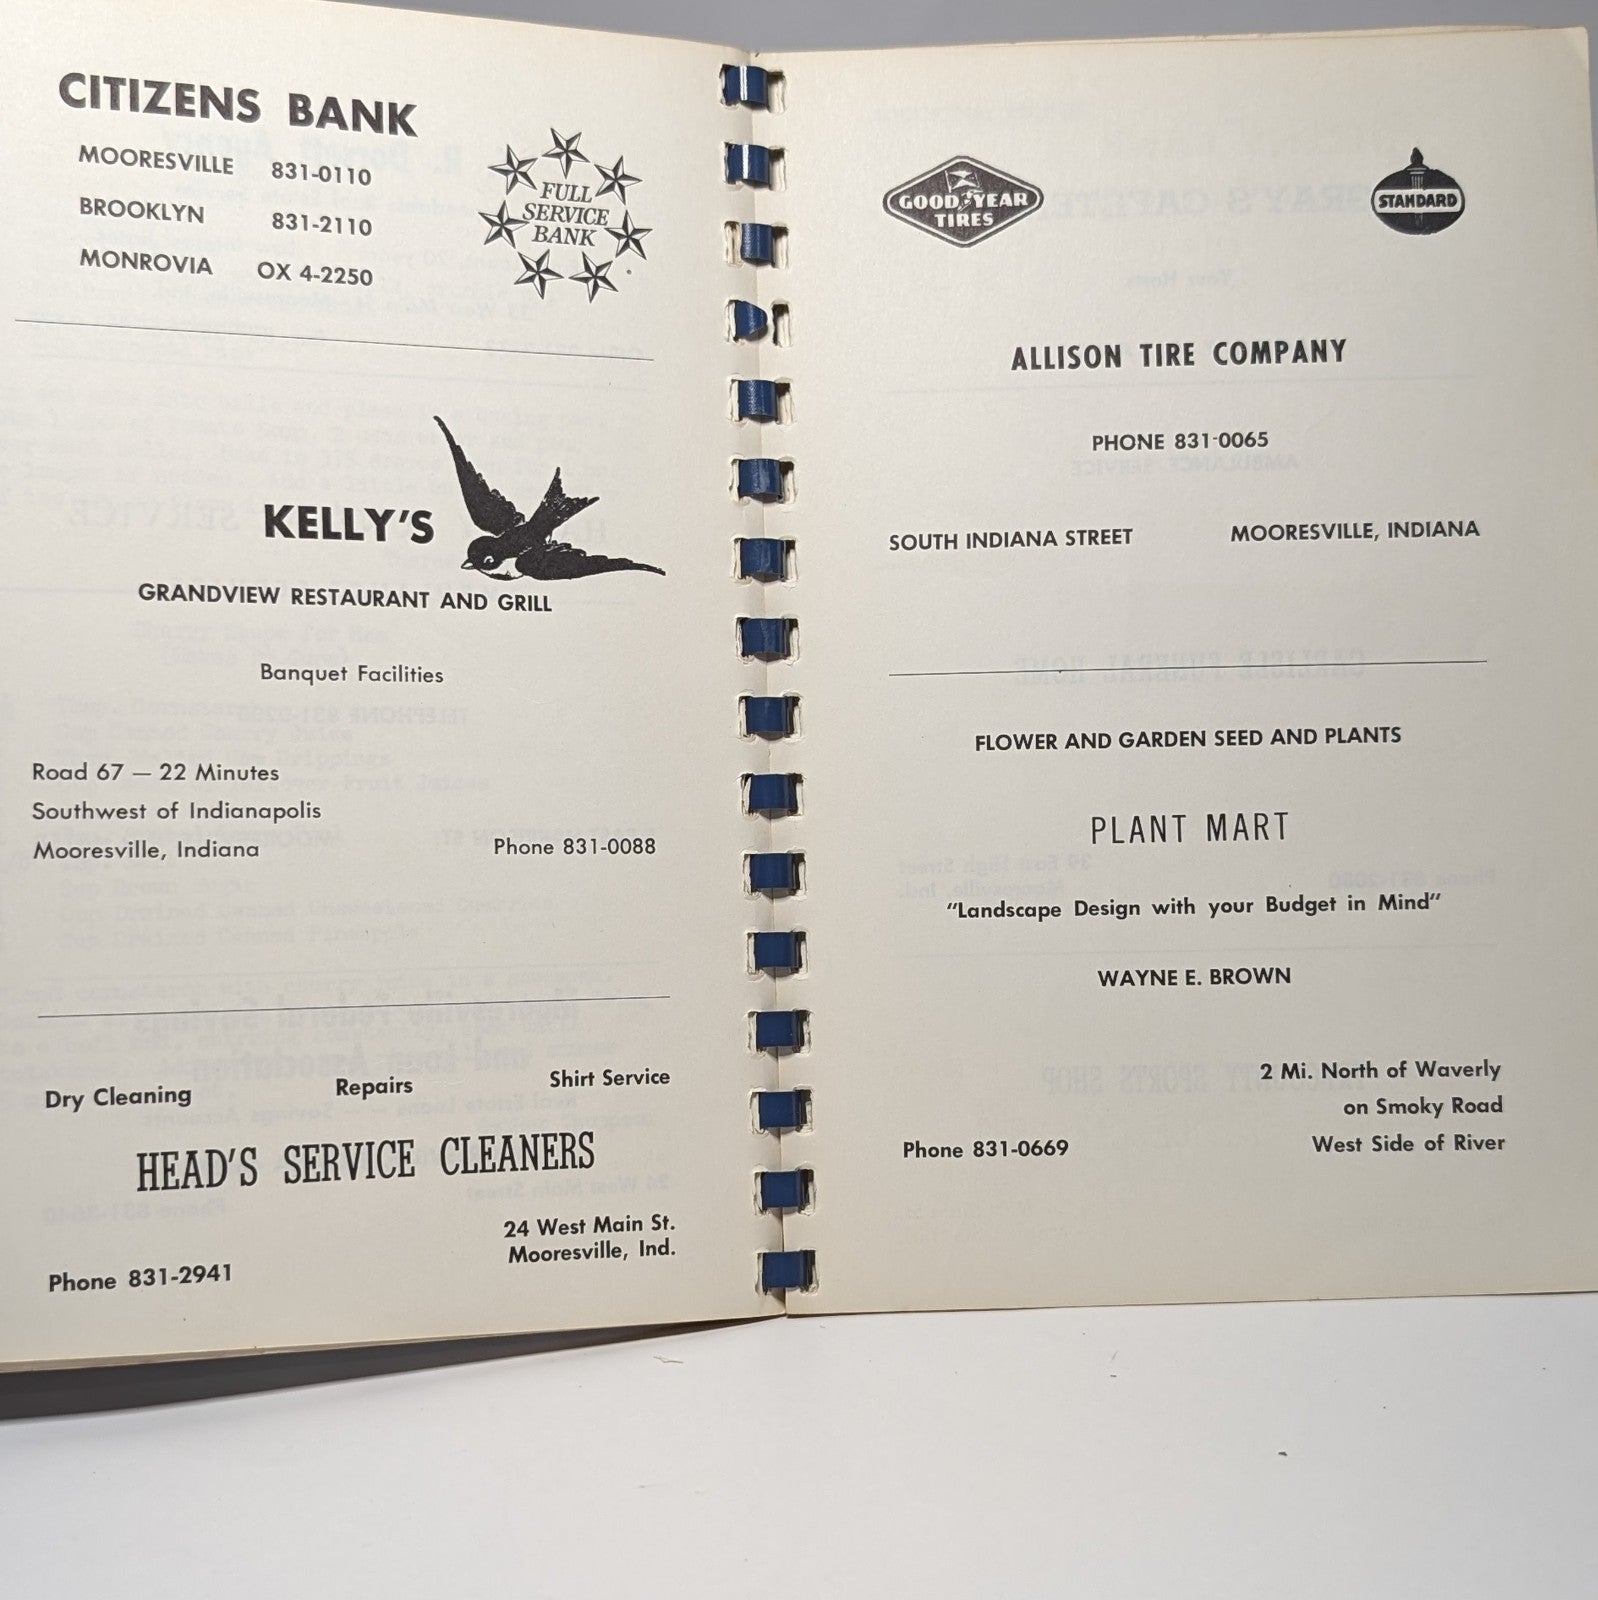 CITIZENS BANK
MOORESVILLE 831-0110
BROOKLYN 831-2110
MONROVIA OX 4-2250
FULL
SERVICE
BANK
KELLY'S
GRANDVIEW RESTAURANT AND GRILL
Banquet Facilities
Road 67 — 22 Minutes
Southwest of Indianapolis
Mooresville, Indiana Phone 831-0088
Dry Cleaning Repairs Shirt Service
HEAD'S SERVICE CLEANERS
24 West Main St.
Mooresville, Ind.
Phone 831-2941
GOOD YEAR
TIRES
STANDARD
ALLISON TIRE COMPANY
PHONE 831-0065
SOUTH INDIANA STREET MOORESVILLE, INDIANA
FLOWER AND GARDEN SEED AND PLANTS
PLANT MART
"Landscape Design with your Budget in Mind"
WAYNE E. BROWN
2 Mi. North of Waverly
on Smoky Road
Phone 831-0669 West Side of River